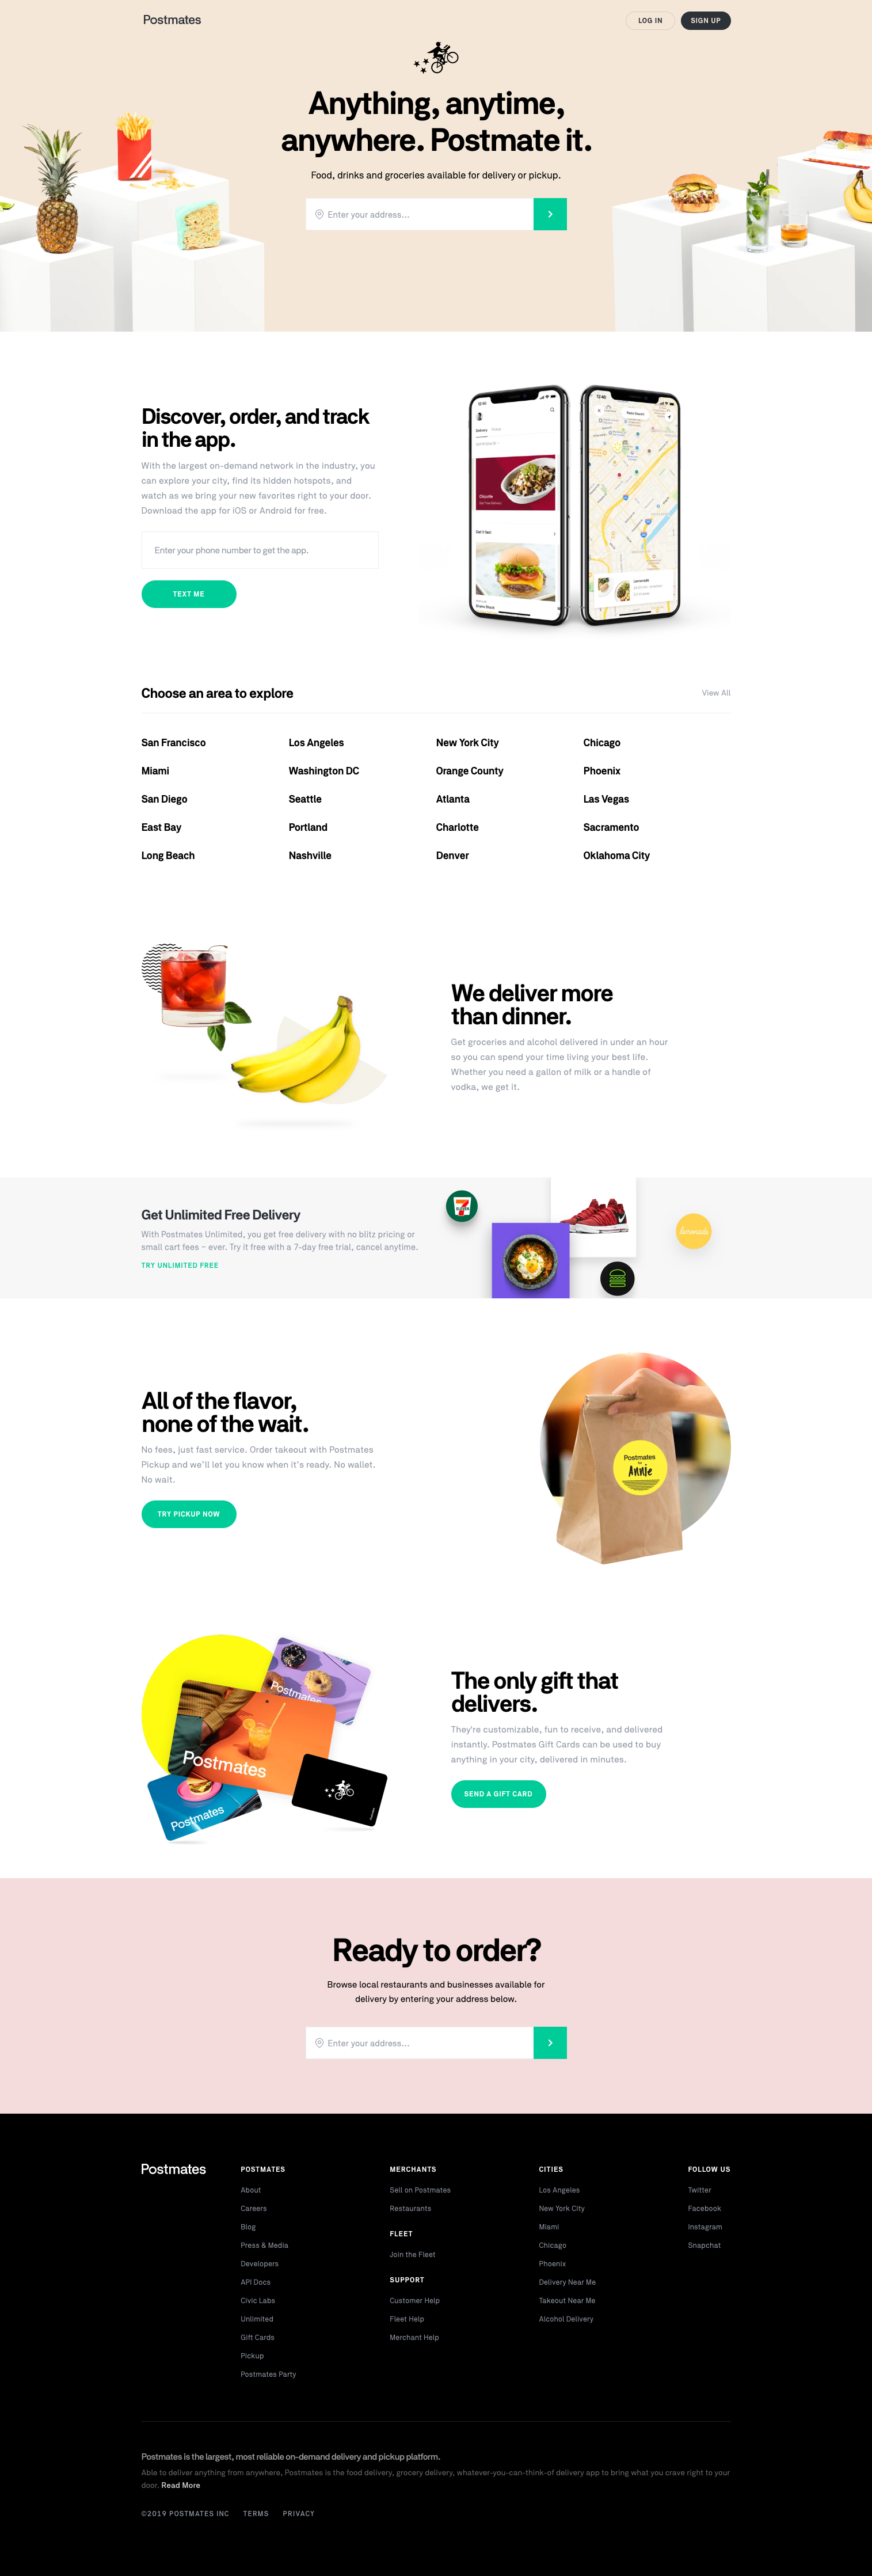 Postmates
LOG IN
SIGN UP
Anything, anytime,
anywhere. Postmate it.
Food, drinks and groceries available for delivery or pickup.
Enter your address...
Discover, order, and track
in the app.
With the largest on-demand network in the industry, you
can explore your city, find its hidden hotspots, and
watch as we bring your new favorites right to your door.
Download the app for iOS or Android for free.
Enter your phone number to get the app.
TEXT ME
12:40
12:40
Delivery
Chipotle
Get it fast
Lemonade
Choose an area to explore
View All
San Francisco
Los Angeles
New York City
Chicago
Miami
Washington DC
Orange County
Phoenix
San Diego
Seattle
Atlanta
Las Vegas
East Bay
Portland
Charlotte
Sacramento
Long Beach
Nashville
Denver
Oklahoma City
We deliver more
than dinner.
Get groceries and alcohol delivered in under an hour
so you can spend your time living your best life.
Whether you need a gallon of milk or a handle of
vodka, we get it.
Get Unlimited Free Delivery
With Postmates Unlimited, you get free delivery with no blitz pricing or
small cart fees – ever. Try it free with a 7-day free trial, cancel anytime.
TRY UNLIMITED FREE
lemonade
All of the flavor,
none of the wait.
No fees, just fast service. Order takeout with Postmates
Pickup and we'll let you know when it's ready. No wallet.
No wait.
TRY PICKUP NOW
Postmates
for
Annie
Postmates
Postmates
Postmates
The only gift that
delivers.
They're customizable, fun to receive, and delivered
instantly. Postmates Gift Cards can be used to buy
anything in your city, delivered in minutes.
SEND A GIFT CARD
Ready to order?
Browse local restaurants and businesses available for
delivery by entering your address below.
Enter your address...
Postmates
POSTMATES
About
Careers
Blog
Press & Media
Developers
API Docs
Civic Labs
Unlimited
Gift Cards
Pickup
Postmates Party
MERCHANTS
Sell on Postmates
Restaurants
FLEET
Join the Fleet
SUPPORT
Customer Help
Fleet Help
Merchant Help
CITIES
Los Angeles
New York City
Miami
Chicago
Phoenix
Delivery Near Me
Takeout Near Me
Alcohol Delivery
FOLLOW US
Twitter
Facebook
Instagram
Snapchat
Postmates is the largest, most reliable on-demand delivery and pickup platform.
Able to deliver anything from anywhere, Postmates is the food delivery, grocery delivery, whatever-you-can-think-of delivery app to bring what you crave right to your
door. Read More
©2019 POSTMATES INC
TERMS
PRIVACY